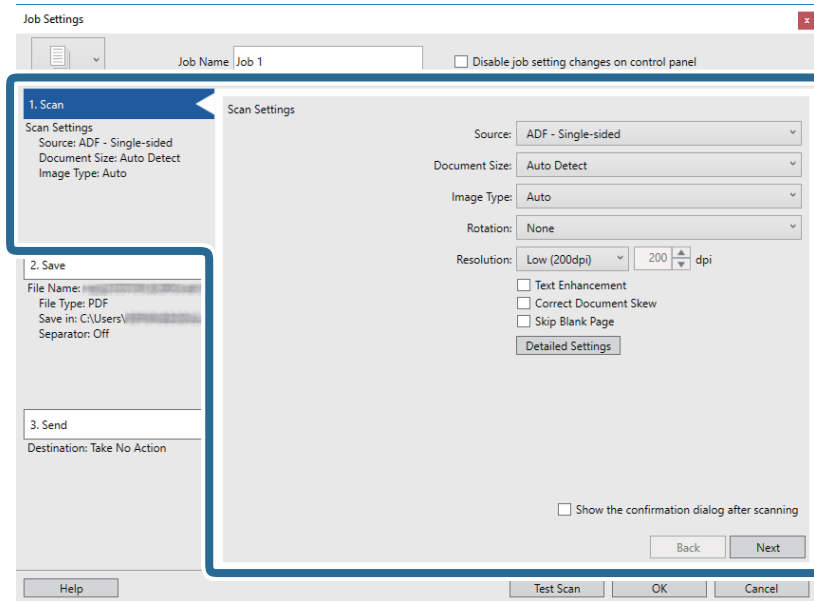 Job Settings
x
Job Name Job 1
Disable job setting changes on control panel
1. Scan
Scan Settings
Source: ADF - Single-sided
Document Size: Auto Detect
Image Type: Auto
2. Save
File Name:
File Type: PDF
Save in: C:\Users\
Separator: Off
3. Send
Destination: Take No Action
Scan Settings
Source: ADF - Single-sided
Document Size: Auto Detect
Image Type: Auto
Rotation: None
Resolution: Low (200dpi) 200 dpi
Text Enhancement
Correct Document Skew
Skip Blank Page
Detailed Settings
Show the confirmation dialog after scanning
Back Next
Help Test Scan OK Cancel